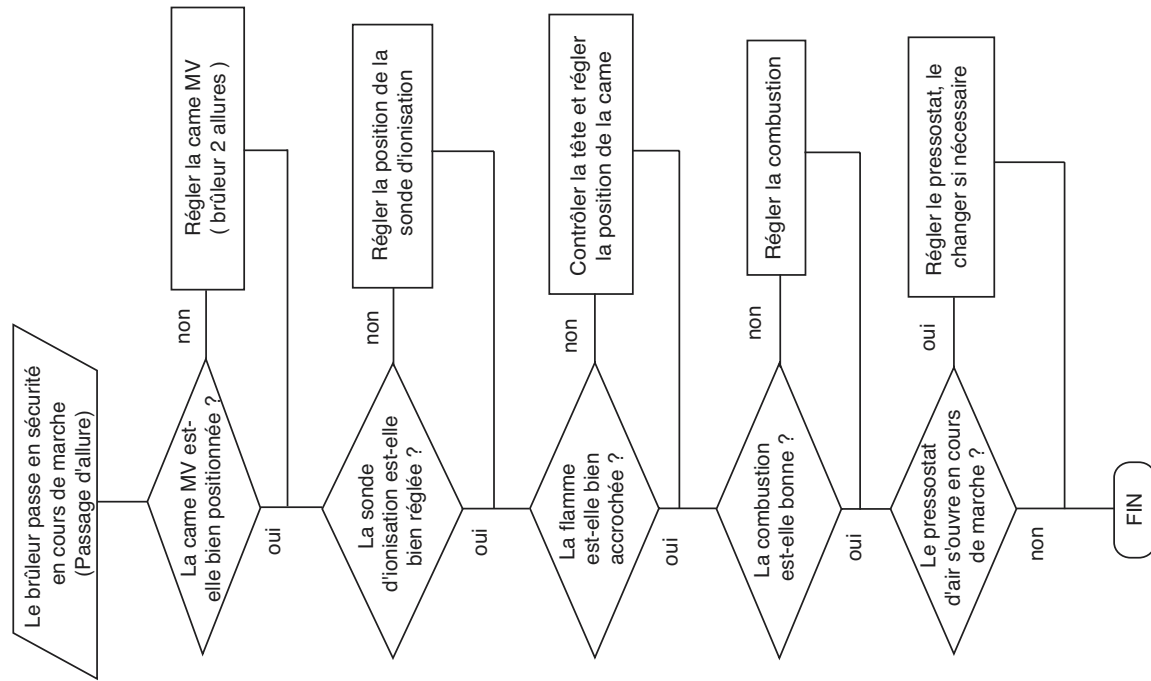 Le brûleur passe en sécurité
en cours de marche
(Passage d'allure)
La came MV est-
elle bien positionnée ?
non
Régler la came MV
( brûleur 2 allures )
oui
La sonde
d'ionisation est-elle
bien réglée ?
non
Régler la position de la
sonde d'ionisation
oui
La flamme
est-elle bien
accrochée ?
non
Contrôler la tête et régler
la position de la came
oui
La combustion
est-elle bonne ?
non
Régler la combustion
oui
Le pressostat
d'air s'ouvre en cours
de marche ?
oui
Régler le pressostat, le
changer si nécessaire
non
FIN